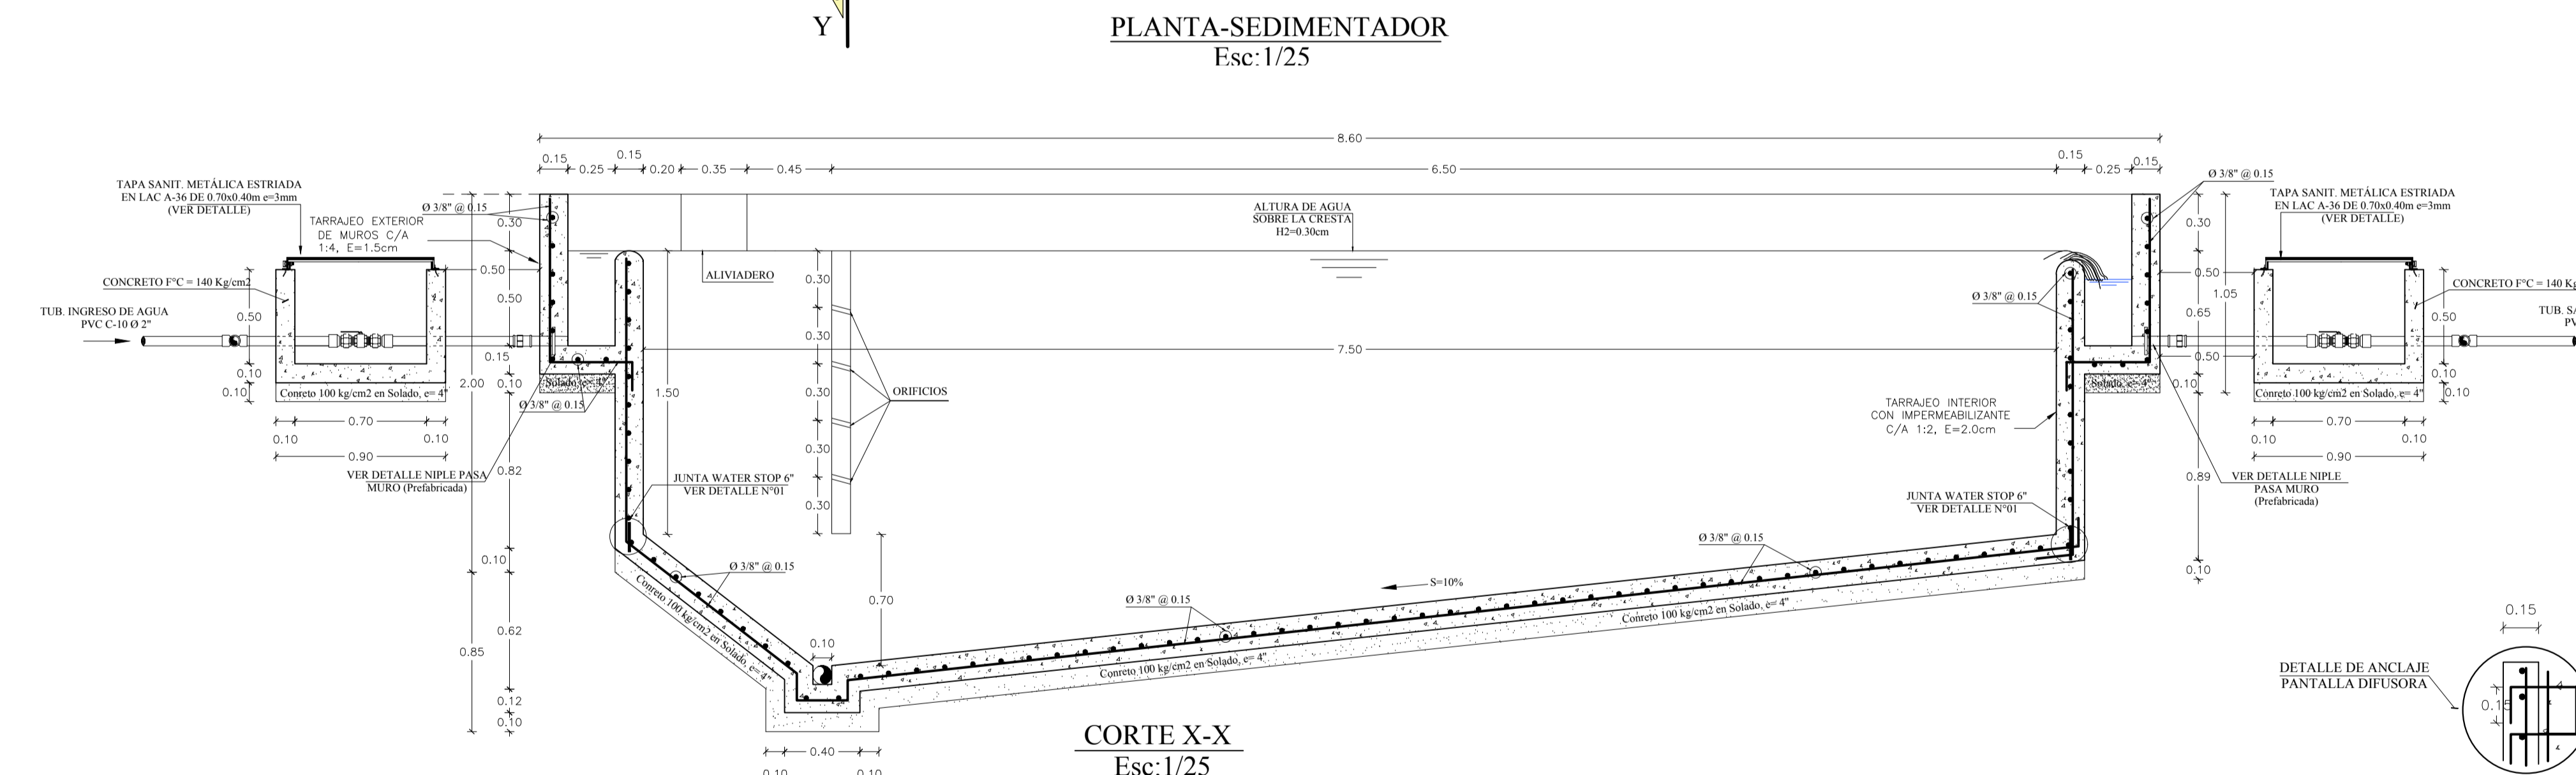 Y
PLANTA-SEDIMENTADOR
Esc:1/25
8.60
0.15
0.25
0.15
0.20
0.35
0.45
6.50
0.15
0.25
0.15
TAPA SANIT. METÁLICA ESTRIADA
EN LAC A-36 DE 0.70x0.40m e=3mm
(VER DETALLE)
TARRAJEO EXTERIOR
DE MUROS C/A
1:4, E=1.5cm
Ø 3/8" @ 0.15
0.30
CONCRETO F°C = 140 Kg/cm2
TUB. INGRESO DE AGUA
PVC C-10 Ø 2"
0.50
0.10
0.10
Conreto 100 kg/cm2 en Solado, e= 4"
0.10
0.70
0.10
0.90
0.50
0.50
0.15
2.00
0.10
Solado, e= 4"
Ø 3/8" @ 0.15
VER DETALLE NIPLE PASA
MURO (Prefabricada)
0.82
0.10
0.62
0.85
0.12
0.10
ALIVIADERO
1.50
0.30
0.30
0.30
0.30
0.30
ORIFICIOS
JUNTA WATER STOP 6"
VER DETALLE N°01
Ø 3/8" @ 0.15
Conreto 100 kg/cm2 en Solado, e= 4"
0.10
0.70
0.40
0.10
0.10
ALTURA DE AGUA
SOBRE LA CRESTA
H2=0.30cm
7.50
S=10%
Ø 3/8" @ 0.15
Conreto 100 kg/cm2 en Solado, e= 4"
Ø 3/8" @ 0.15
Conreto 100 kg/cm2 en Solado, e= 4"
Ø 3/8" @ 0.15
TARRAJEO INTERIOR
CON IMPERMEABILIZANTE
C/A 1:2, E=2.0cm
JUNTA WATER STOP 6"
VER DETALLE N°01
Solado, e= 4"
Ø 3/8" @ 0.15
0.30
0.50
1.05
0.65
0.50
0.10
0.89
0.10
VER DETALLE NIPLE
PASA MURO
(Prefabricada)
TAPA SANIT. METÁLICA ESTRIADA
EN LAC A-36 DE 0.70x0.40m e=3mm
(VER DETALLE)
CONCRETO F°C = 140 Kg
TUB. SA
PV
0.50
0.10
0.10
Conreto 100 kg/cm2 en Solado, e= 4"
0.10
0.70
0.10
0.90
CORTE X-X
Esc:1/25
DETALLE DE ANCLAJE
PANTALLA DIFUSORA
0.15
0.15